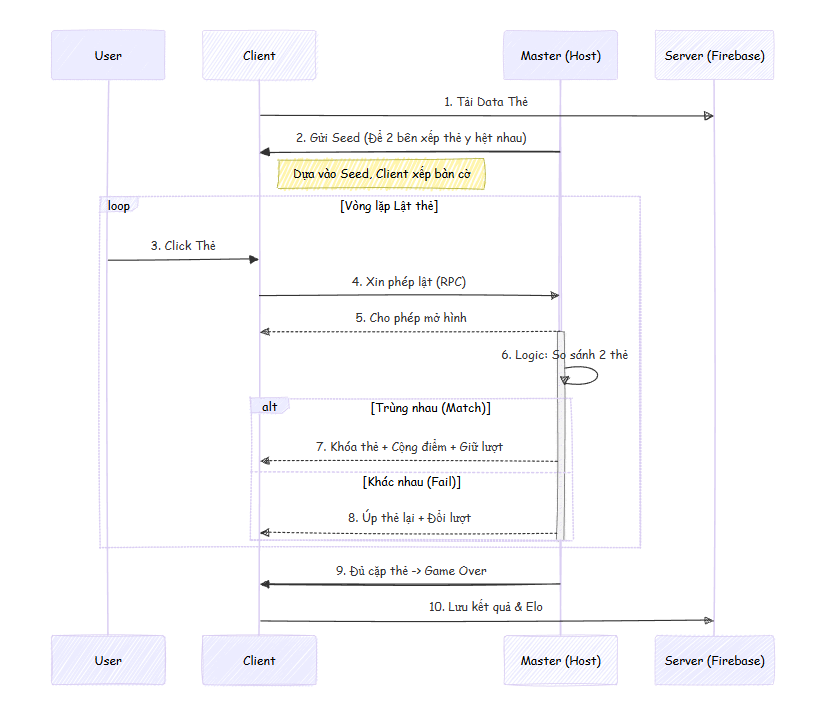 User
Client
Master (Host)
Server (Firebase)
1. Tải Data Thẻ
2. Gửi Seed (Để 2 bên xếp thẻ y hệt nhau)
Dựa vào Seed, Client xếp bàn cờ
loop
[Vòng lặp Lật thẻ]
3. Click Thẻ
4. Xin phép lật (RPC)
5. Cho phép mở hình
6. Logic: So sánh 2 thẻ
alt
[Trùng nhau (Match)]
7. Khóa thẻ + Cộng điểm + Giữ lượt
[Khác nhau (Fail)]
8. Úp thẻ lại + Đổi lượt
9. Đủ cặp thẻ -> Game Over
10. Lưu kết quả & Elo
User
Client
Master (Host)
Server (Firebase)